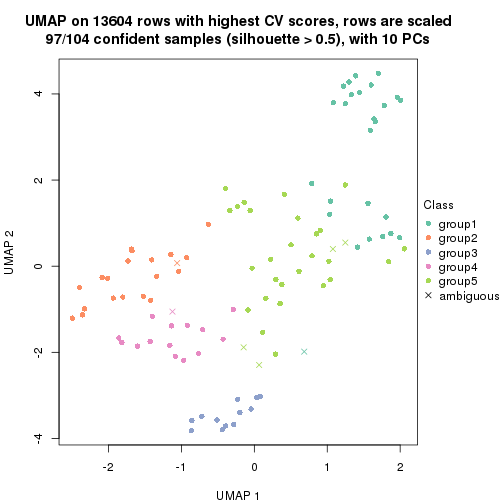 UMAP on 13604 rows with highest CV scores, rows are scaled
97/104 confident samples (silhouette > 0.5), with 10 PCs
4
2
0
-2
-4
UMAP 2
-2
-1
0
1
2
UMAP 1
Class
group1
group2
group3
group4
group5
ambiguous